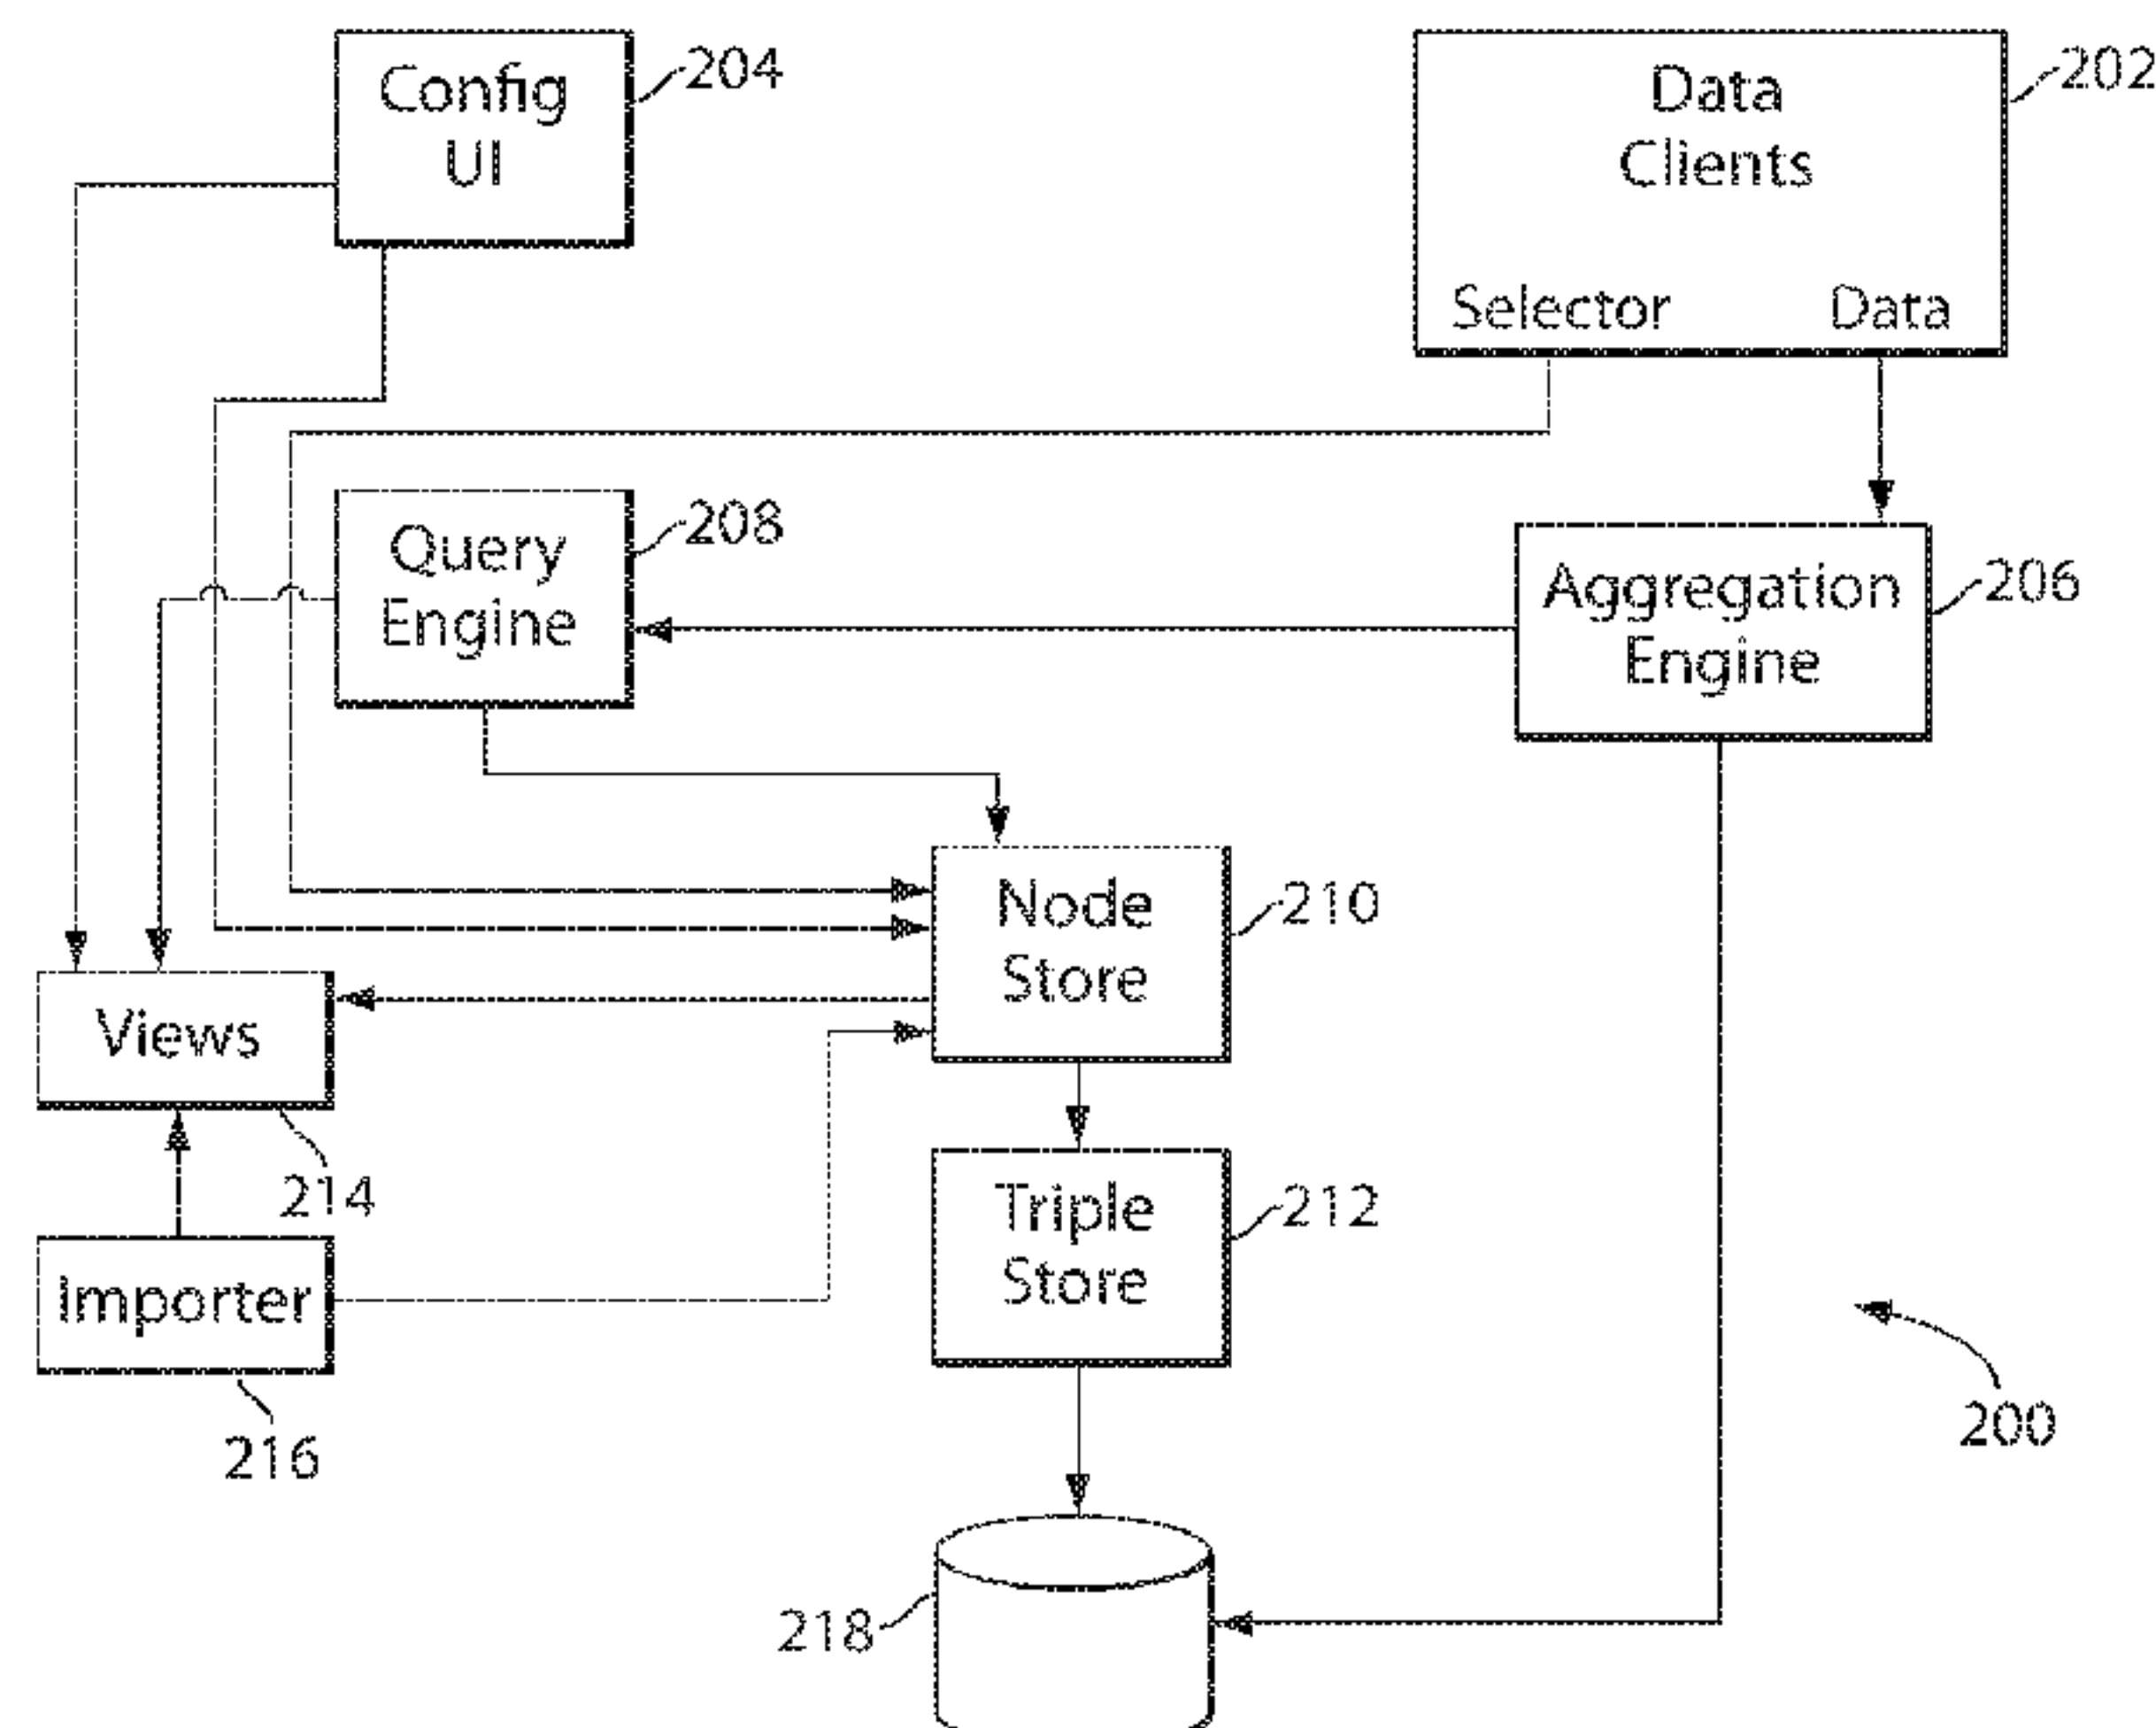 Config
UI
204
Data
Clients
202
Selector
Data
Query
Engine
208
Aggregation
Engine
206
Node
Store
210
Views
214
Triple
Store
212
Importer
216
200
218